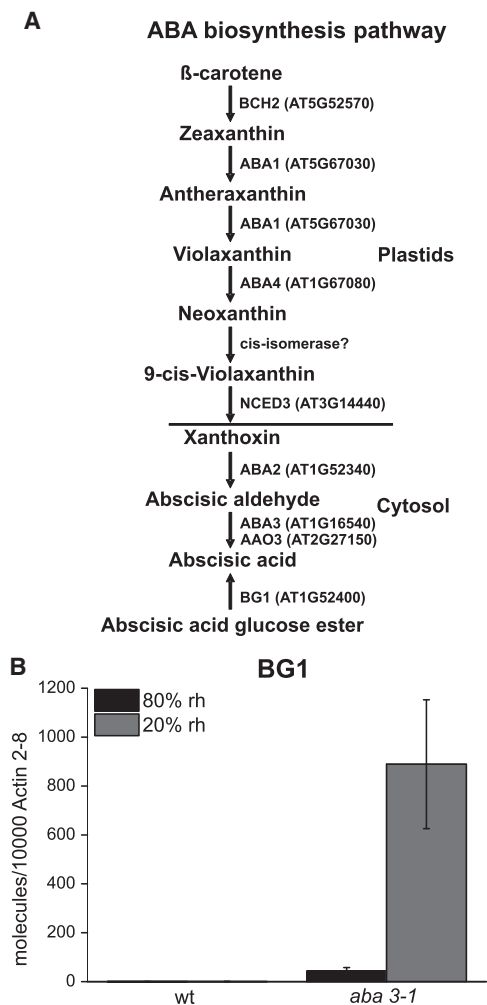 A
ABA biosynthesis pathway
ß-carotene
BCH2 (AT5G52570)
Zeaxanthin
ABA1 (AT5G67030)
Antheraxanthin
ABA1 (AT5G67030)
Violaxanthin
Plastids
ABA4 (AT1G67080)
Neoxanthin
cis-isomerase?
9-cis-Violaxanthin
NCED3 (AT3G14440)
Xanthoxin
ABA2 (AT1G52340)
Abscisic aldehyde
Cytosol
ABA3 (AT1G16540)
AAO3 (AT2G27150)
Abscisic acid
BG1 (AT1G52400)
Abscisic acid glucose ester
B
BG1
80% rh
20% rh
molecules/10000 Actin 2-8
1200
1000
800
600
400
200
0
wt
aba 3-1